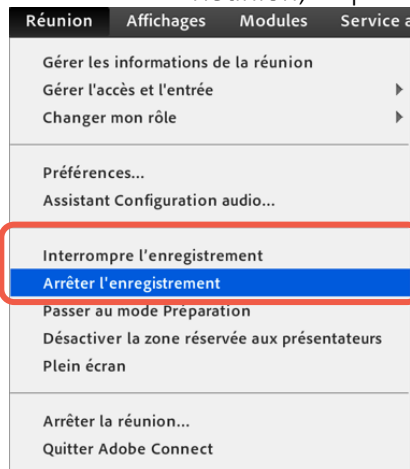 Réunion Affichages Modules Service a
Gérer les informations de la réunion
Gérer l'accès et l'entrée
Changer mon rôle
Préférences...
Assistant Configuration audio...
Interrompre l'enregistrement
Arrêter l'enregistrement
Passer au mode Préparation
Désactiver la zone réservée aux présentateurs
Plein écran
Arrêter la réunion...
Quitter Adobe Connect